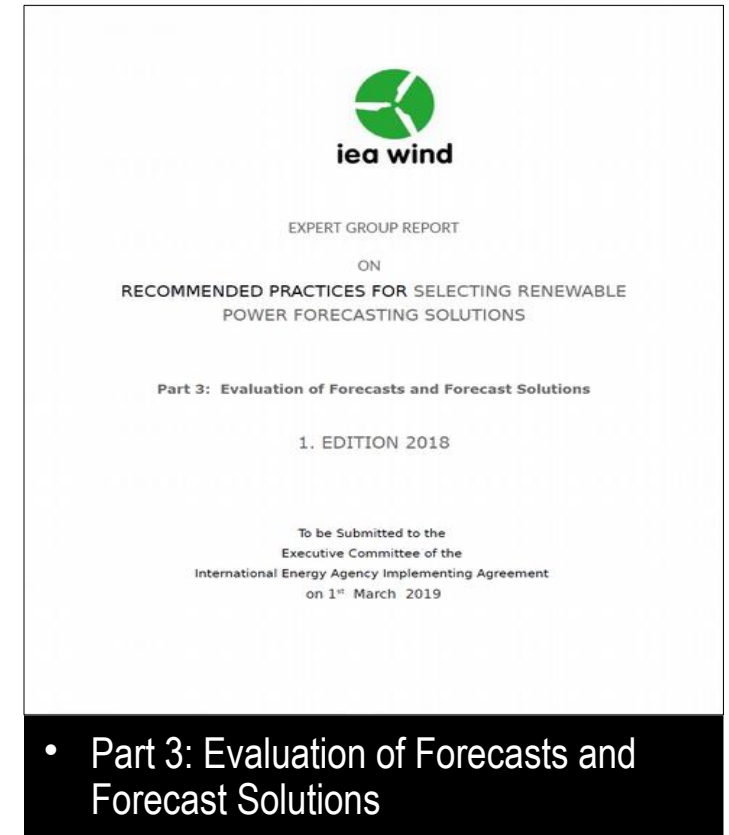 iea wind
EXPERT GROUP REPORT
ON
RECOMMENDED PRACTICES FOR SELECTING RENEWABLE
POWER FORECASTING SOLUTIONS
Part 3: Evaluation of Forecasts and Forecast Solutions
1. EDITION 2018
To be Submitted to the
Executive Committee of the
International Energy Agency Implementing Agreement
on 1st March 2019
• Part 3: Evaluation of Forecasts and
Forecast Solutions